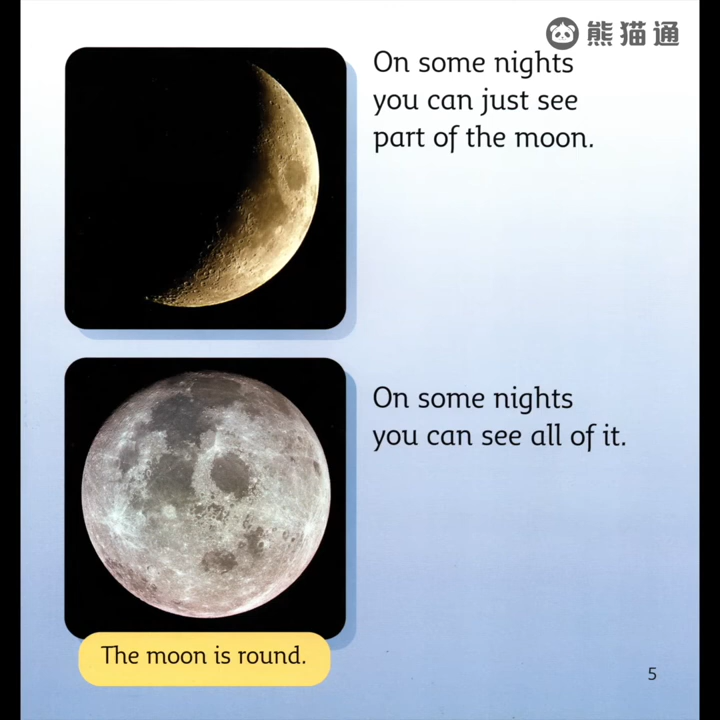 熊猫通
On some nights
you can just see
part of the moon.
On some nights
you can see all of it.
The moon is round.
5